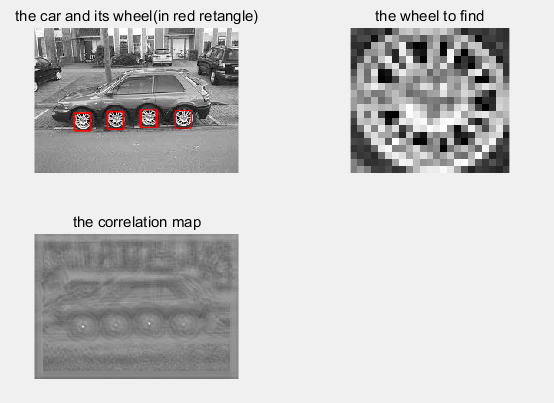 the car and its wheel(in red retangle)
the wheel to find
the correlation map